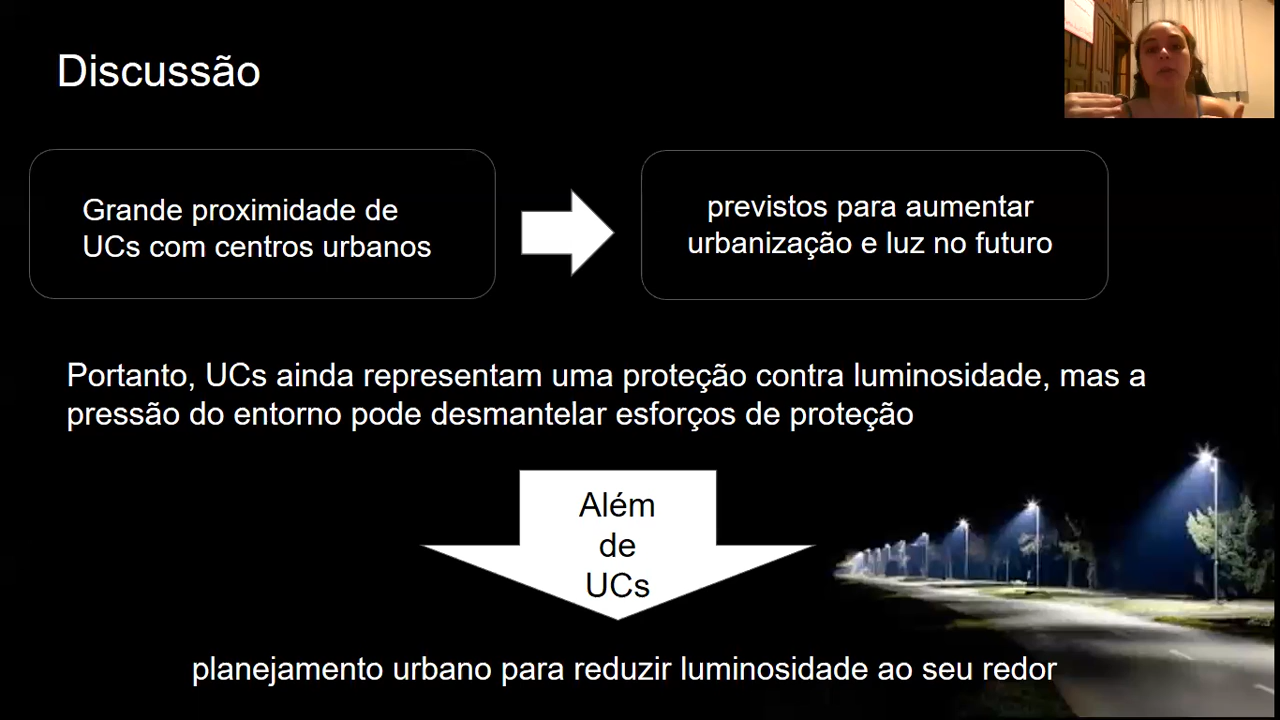 Discussão
Grande proximidade de
UCs com centros urbanos
previstos para aumentar
urbanização e luz no futuro
Portanto, UCs ainda representam uma proteção contra luminosidade, mas a
pressão do entorno pode desmantelar esforços de proteção
Além
de
UCs
planejamento urbano para reduzir luminosidade ao seu redor